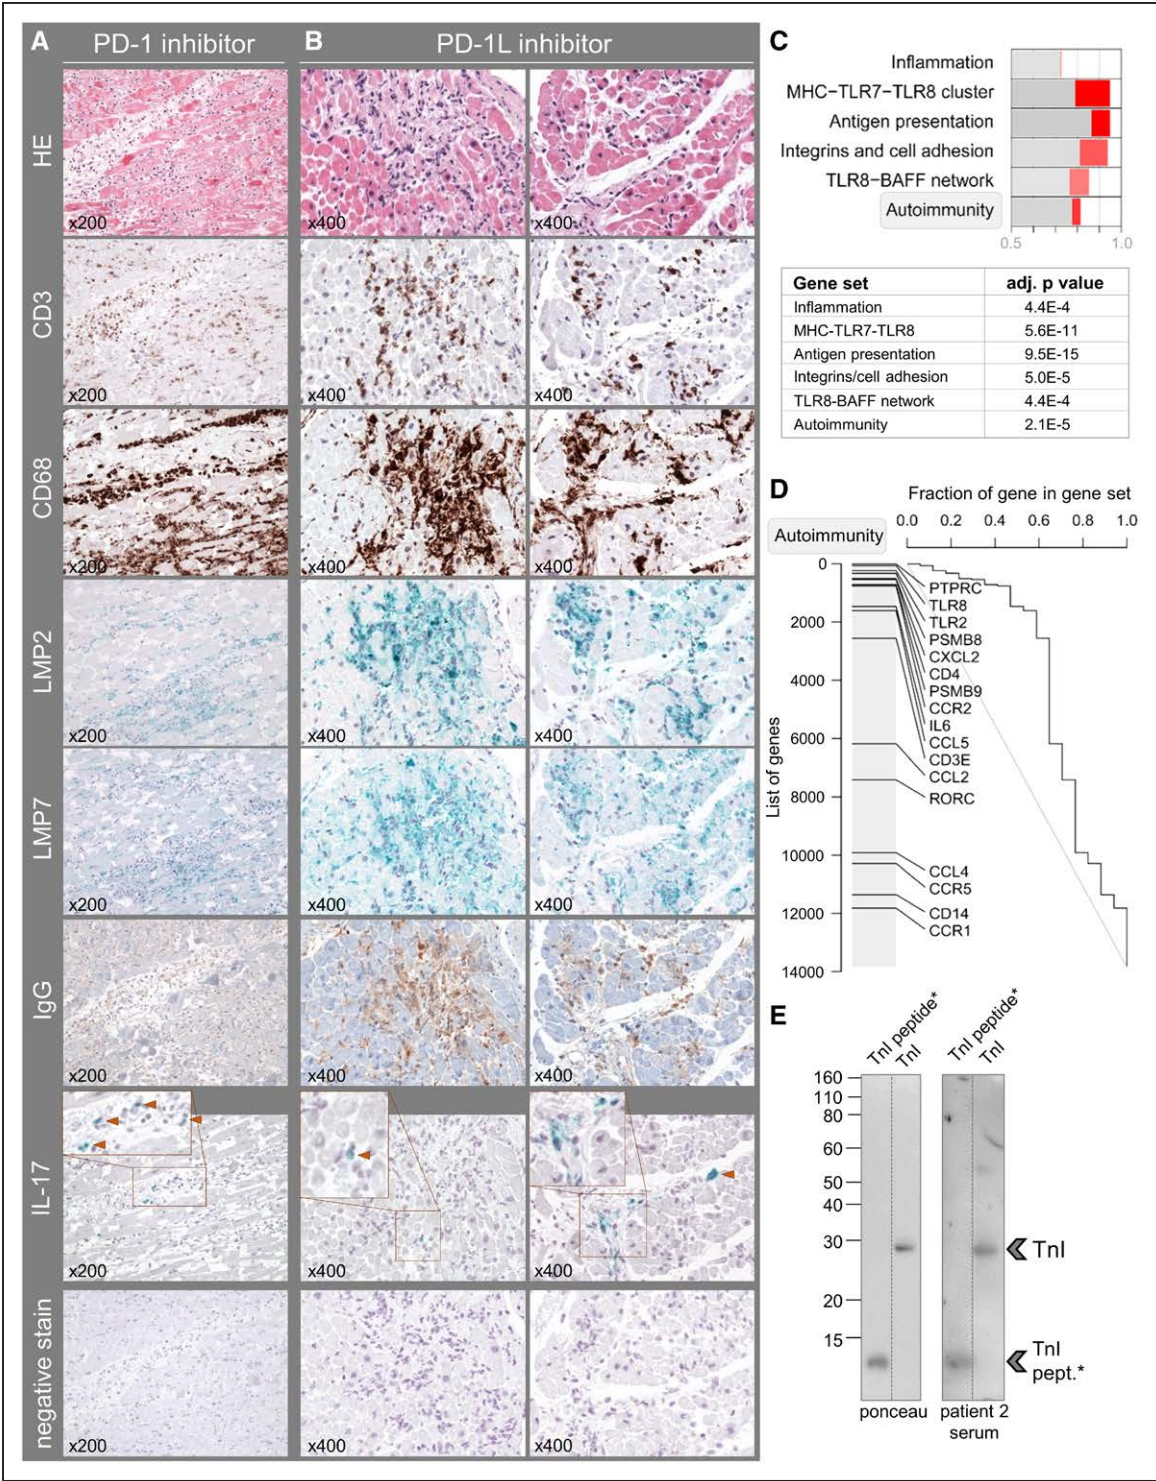 A PD-1 inhibitor
B PD-1L inhibitor
HE
x200
x400
x400
CD3
x200
x400
x400
CD68
x200
x400
x400
LMP2
x200
x400
x400
LMP7
x200
x400
x400
IgG
x200
x400
x400
IL-17
x200
x400
x400
negative stain
x200
x400
x400
C
Inflammation
MHC-TLR7-TLR8 cluster
Antigen presentation
Integrins and cell adhesion
TLR8-BAFF network
Autoimmunity
0.5 1.0
Gene set adj. p value
Inflammation 4.4E-4
MHC-TLR7-TLR8 5.6E-11
Antigen presentation 9.5E-15
Integrins/cell adhesion 5.0E-5
TLR8-BAFF network 4.4E-4
Autoimmunity 2.1E-5
D
Fraction of gene in gene set
0.0 0.2 0.4 0.6 0.8 1.0
Autoimmunity
List of genes
0
2000
4000
6000
8000
10000
12000
14000
PTPRC
TLR8
TLR2
PSMB8
CXCL2
CD4
PSMB9
CCR2
IL6
CCL5
CD3E
CCL2
RORC
CCL4
CCR5
CD14
CCR1
E
TnI peptide*
TnI
TnI peptide*
TnI
160
110
80
60
50
40
30
20
15
TnI
TnI
pept.*
ponceau
patient 2
serum